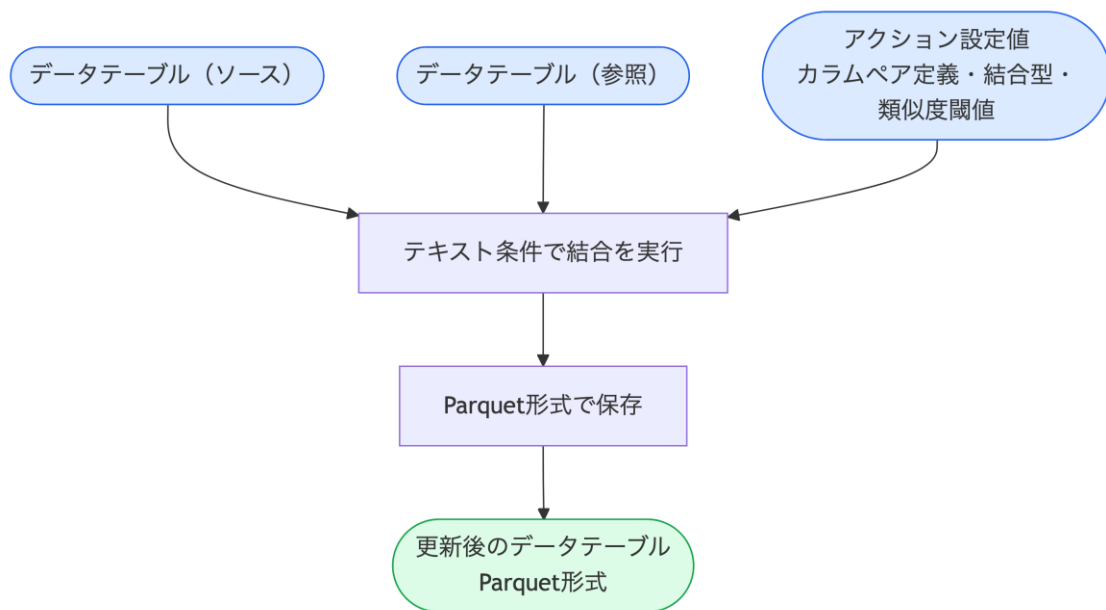 データテーブル（ソース）
データテーブル（参照）
アクション設定値
カラムペア定義・結合型・
類似度閾値
テキスト条件で結合を実行
Parquet形式で保存
更新後のデータテーブル
Parquet形式